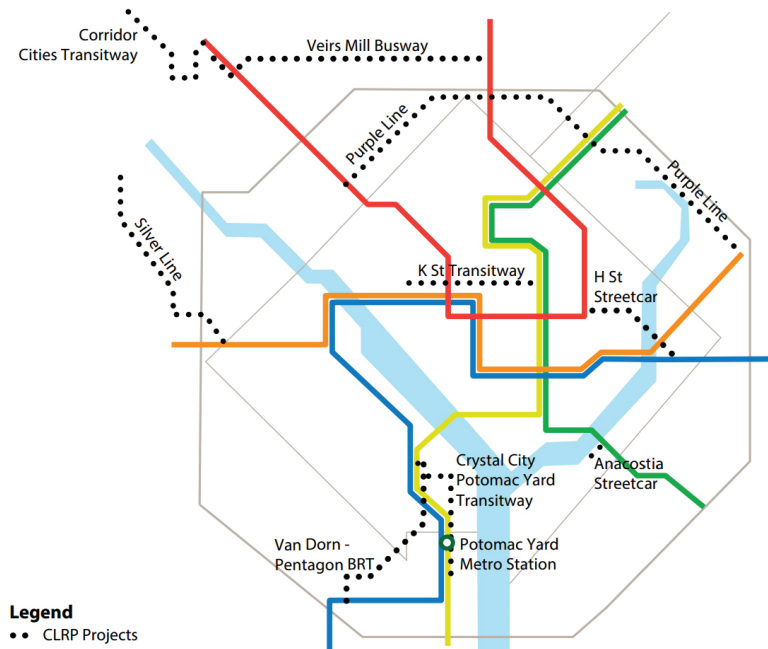 Corridor
Cities Transitway
Veirs Mill Busway
Purple Line
Purple Line
Silver Line
K St Transitway
H St
Streetcar
Crystal City
Potomac Yard
Transitway
Anacostia
Streetcar
Van Dorn -
Pentagon BRT
Potomac Yard
Metro Station
Legend
CLRP Projects